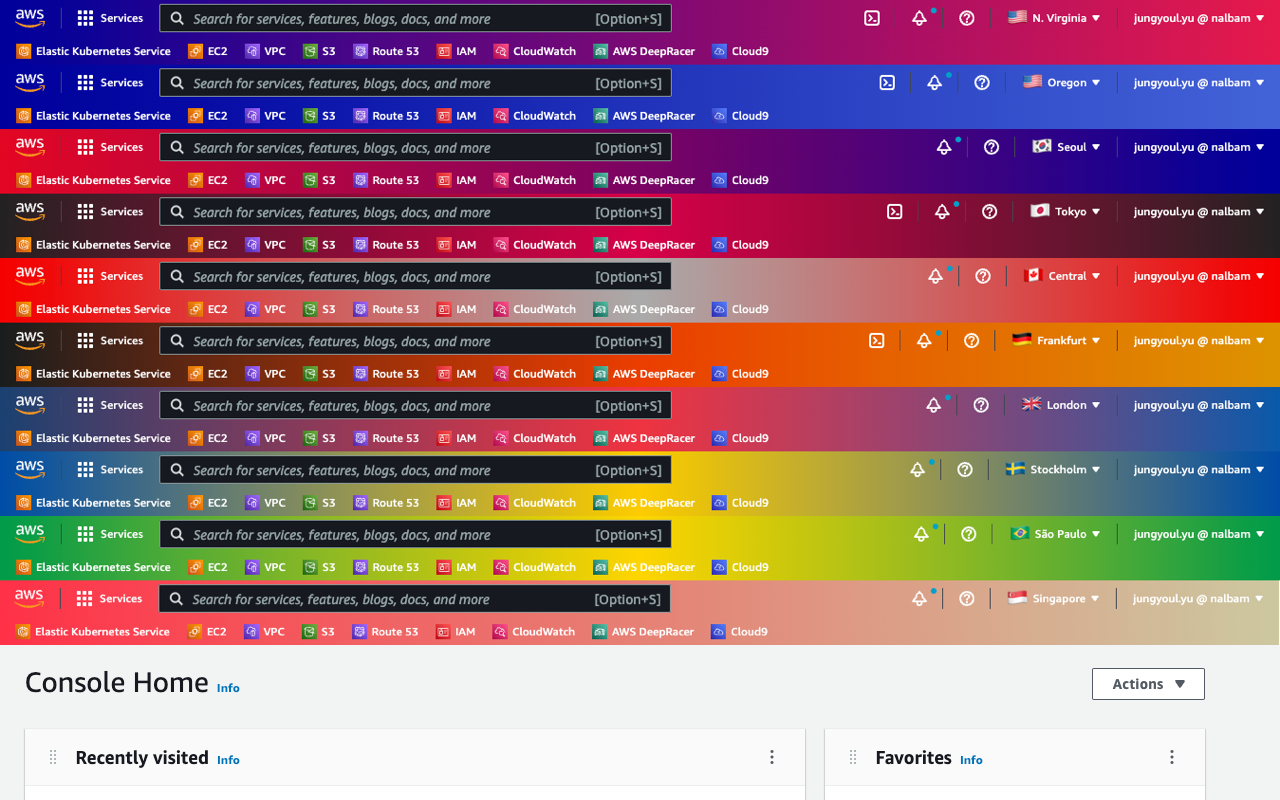 aws Services Search for services, features, blogs, docs, and more [Option+S] N. Virginia jungyoul.yu @ nalbam
Elastic Kubernetes Service EC2 VPC S3 Route 53 IAM CloudWatch AWS DeepRacer Cloud9
aws Services Search for services, features, blogs, docs, and more [Option+S] Oregon jungyoul.yu @ nalbam
Elastic Kubernetes Service EC2 VPC S3 Route 53 IAM CloudWatch AWS DeepRacer Cloud9
aws Services Search for services, features, blogs, docs, and more [Option+S] Seoul jungyoul.yu @ nalbam
Elastic Kubernetes Service EC2 VPC S3 Route 53 IAM CloudWatch AWS DeepRacer Cloud9
aws Services Search for services, features, blogs, docs, and more [Option+S] Tokyo jungyoul.yu @ nalbam
Elastic Kubernetes Service EC2 VPC S3 Route 53 IAM CloudWatch AWS DeepRacer Cloud9
aws Services Search for services, features, blogs, docs, and more [Option+S] Central jungyoul.yu @ nalbam
Elastic Kubernetes Service EC2 VPC S3 Route 53 IAM CloudWatch AWS DeepRacer Cloud9
aws Services Search for services, features, blogs, docs, and more [Option+S] Frankfurt jungyoul.yu @ nalbam
Elastic Kubernetes Service EC2 VPC S3 Route 53 IAM CloudWatch AWS DeepRacer Cloud9
aws Services Search for services, features, blogs, docs, and more [Option+S] London jungyoul.yu @ nalbam
Elastic Kubernetes Service EC2 VPC S3 Route 53 IAM CloudWatch AWS DeepRacer Cloud9
aws Services Search for services, features, blogs, docs, and more [Option+S] Stockholm jungyoul.yu @ nalbam
Elastic Kubernetes Service EC2 VPC S3 Route 53 IAM CloudWatch AWS DeepRacer Cloud9
aws Services Search for services, features, blogs, docs, and more [Option+S] São Paulo jungyoul.yu @ nalbam
Elastic Kubernetes Service EC2 VPC S3 Route 53 IAM CloudWatch AWS DeepRacer Cloud9
aws Services Search for services, features, blogs, docs, and more [Option+S] Singapore jungyoul.yu @ nalbam
Elastic Kubernetes Service EC2 VPC S3 Route 53 IAM CloudWatch AWS DeepRacer Cloud9
Console Home Info Actions
Recently visited Info Favorites Info